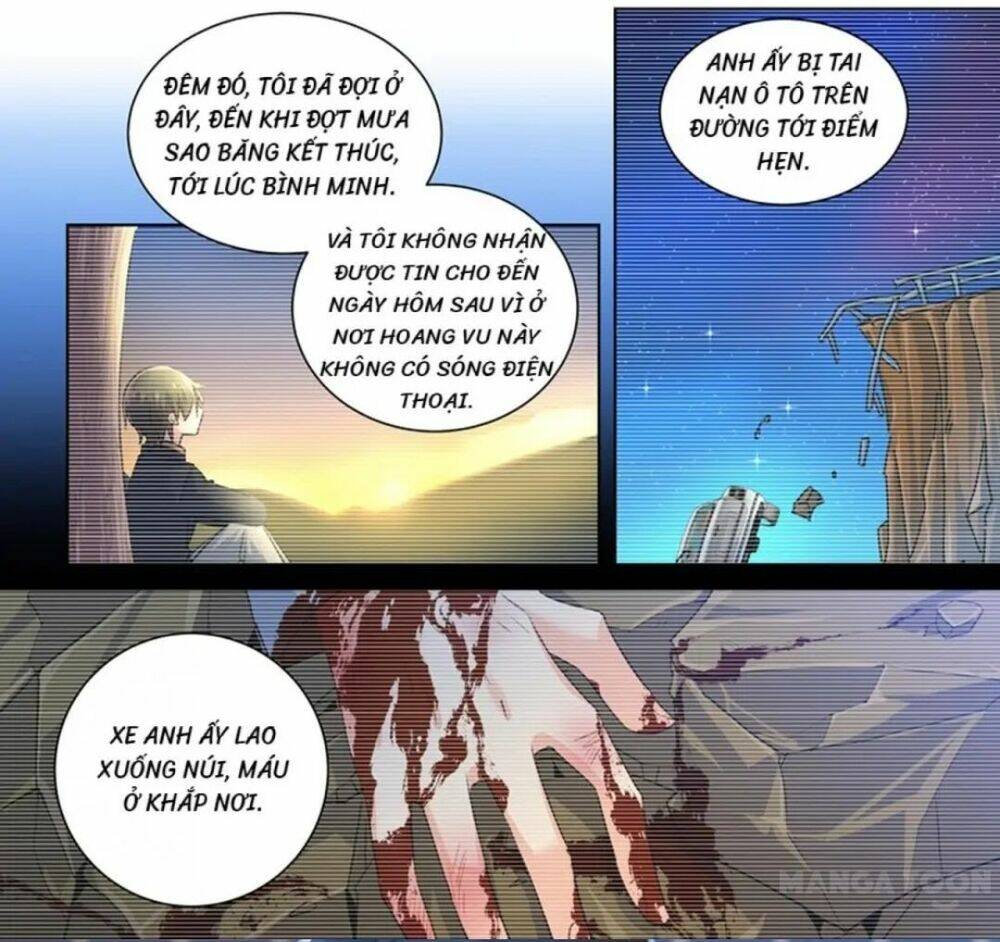 ĐÊM ĐÓ, TÔI ĐÃ ĐỢI Ở
ĐÂY, ĐẾN KHI ĐỢT MƯA
SAO BĂNG KẾT THÚC,
TỚI LÚC BÌNH MINH.
VÀ TÔI KHÔNG NHẬN
ĐƯỢC TIN CHO ĐẾN
NGÀY HÔM SAU VÌ Ở
NƠI HOANG VU NÀY
KHÔNG CÓ SÓNG ĐIỆN
THOẠI.
ANH ẤY BỊ TAI
NẠN Ô TÔ TRÊN
ĐƯỜNG TỚI ĐIỂM
HẸN.
XE ANH ẤY LAO
XUỐNG NÚI, MÁU
Ở KHẮP NƠI.
MANGATOON